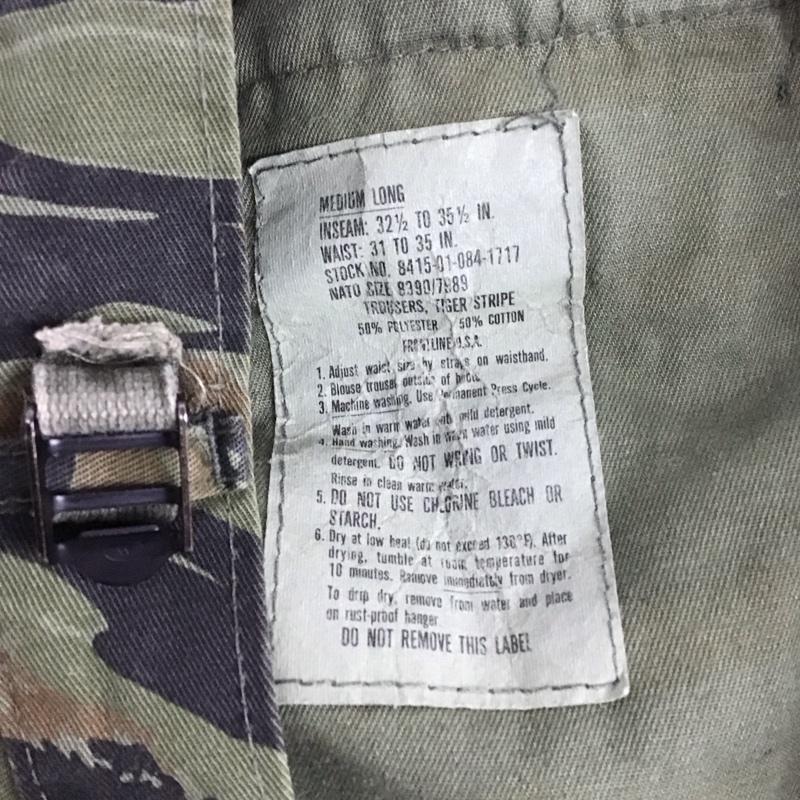 MEDIUM LONG
INSEAM: 32½ TO 35½ IN.
WAIST: 31 TO 35 IN.
STOCK NO. 8415-01-084-1717
NATO SIZE 8390/7889
TROUSERS, TIGER STRIPE
50% POLYESTER 50% COTTON
FRONTLINE U.S.A.
1. Adjust waist size by straps on waistband.
2. Blouse trouser outside of boots.
3. Machine washing. Use Permanent Press Cycle.
Wash in warm water with mild detergent.
4. Hand washing. Wash in warm water using mild
detergent. DO NOT WRING OR TWIST.
Rinse in clean warm water.
5. DO NOT USE CHLORINE BLEACH OR
STARCH.
6. Dry at low heat (do not exceed 130°F). After
drying, tumble at room temperature for
10 minutes. Remove immediatly from dryer.
To drip dry, remove from water and place
on rust-proof hanger
DO NOT REMOVE THIS LABEL